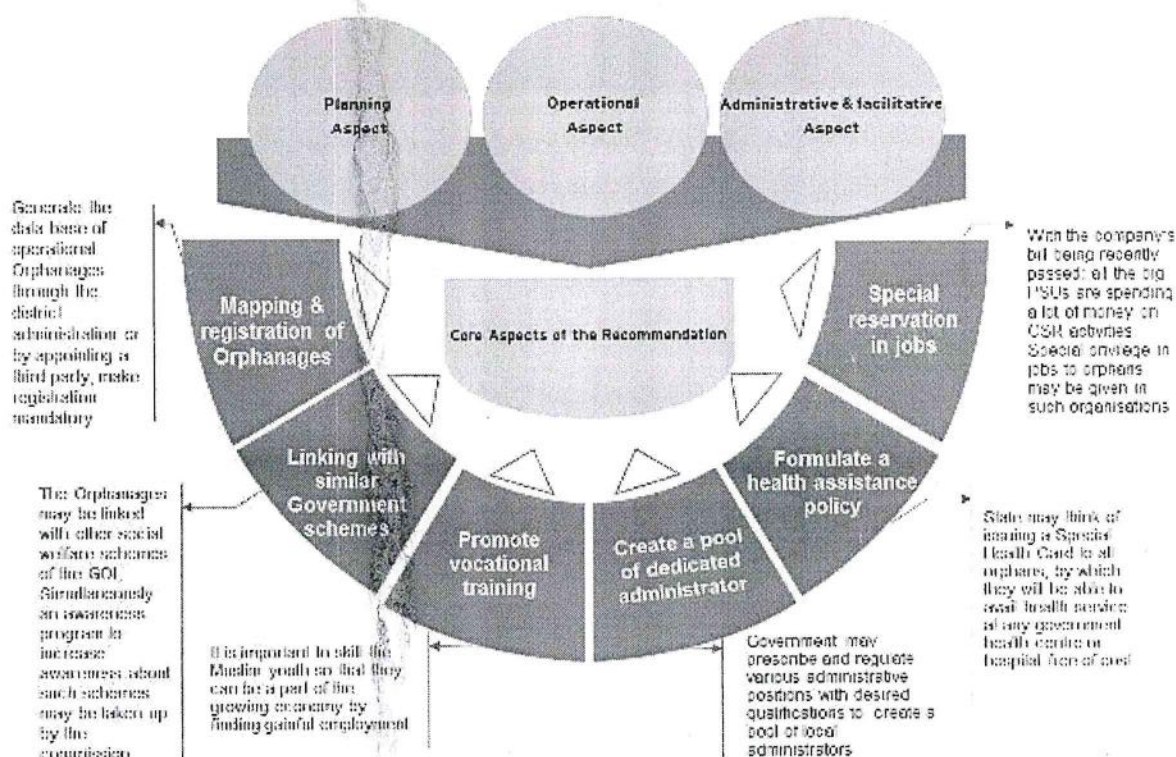 Planning
Aspect
Operational
Aspect
Administrative & facilitative
Aspect
Core Aspects of the Recommendation
Mapping &
registration of
Orphanages
Linking with
similar
Government
schemes
Promote
vocational
training
Create a pool
of dedicated
administrator
Formulate a
health assistance
policy
Special
reservation
in jobs
Generate the
data base of
operational
Orphanages
through the
district
administration or
by appointing a
third party, make
registration
mandatory
The Orphanages
may be linked
with other social
welfare schemes
of the GOI,
Simultaneously
an awareness
program to
increase
awareness about
such schemes
may be taken up
by the
commission
It is important to skill the
Muslim youth so that they
can be a part of the
growing economy by
finding gainful employment
Government may
prescribe and regulate
various administrative
positions with desired
qualifications to create a
pool of local
administrators
State may think of
issuing a Special
Health Card to all
orphans, by which
they will be able to
avail health service
at any government
health centre or
hospital free of cost
With the company's
bill being recently
passed; all the big
PSUs are spending
a lot of money on
CSR activities
Special privilege in
jobs to orphans
may be given in
such organisations